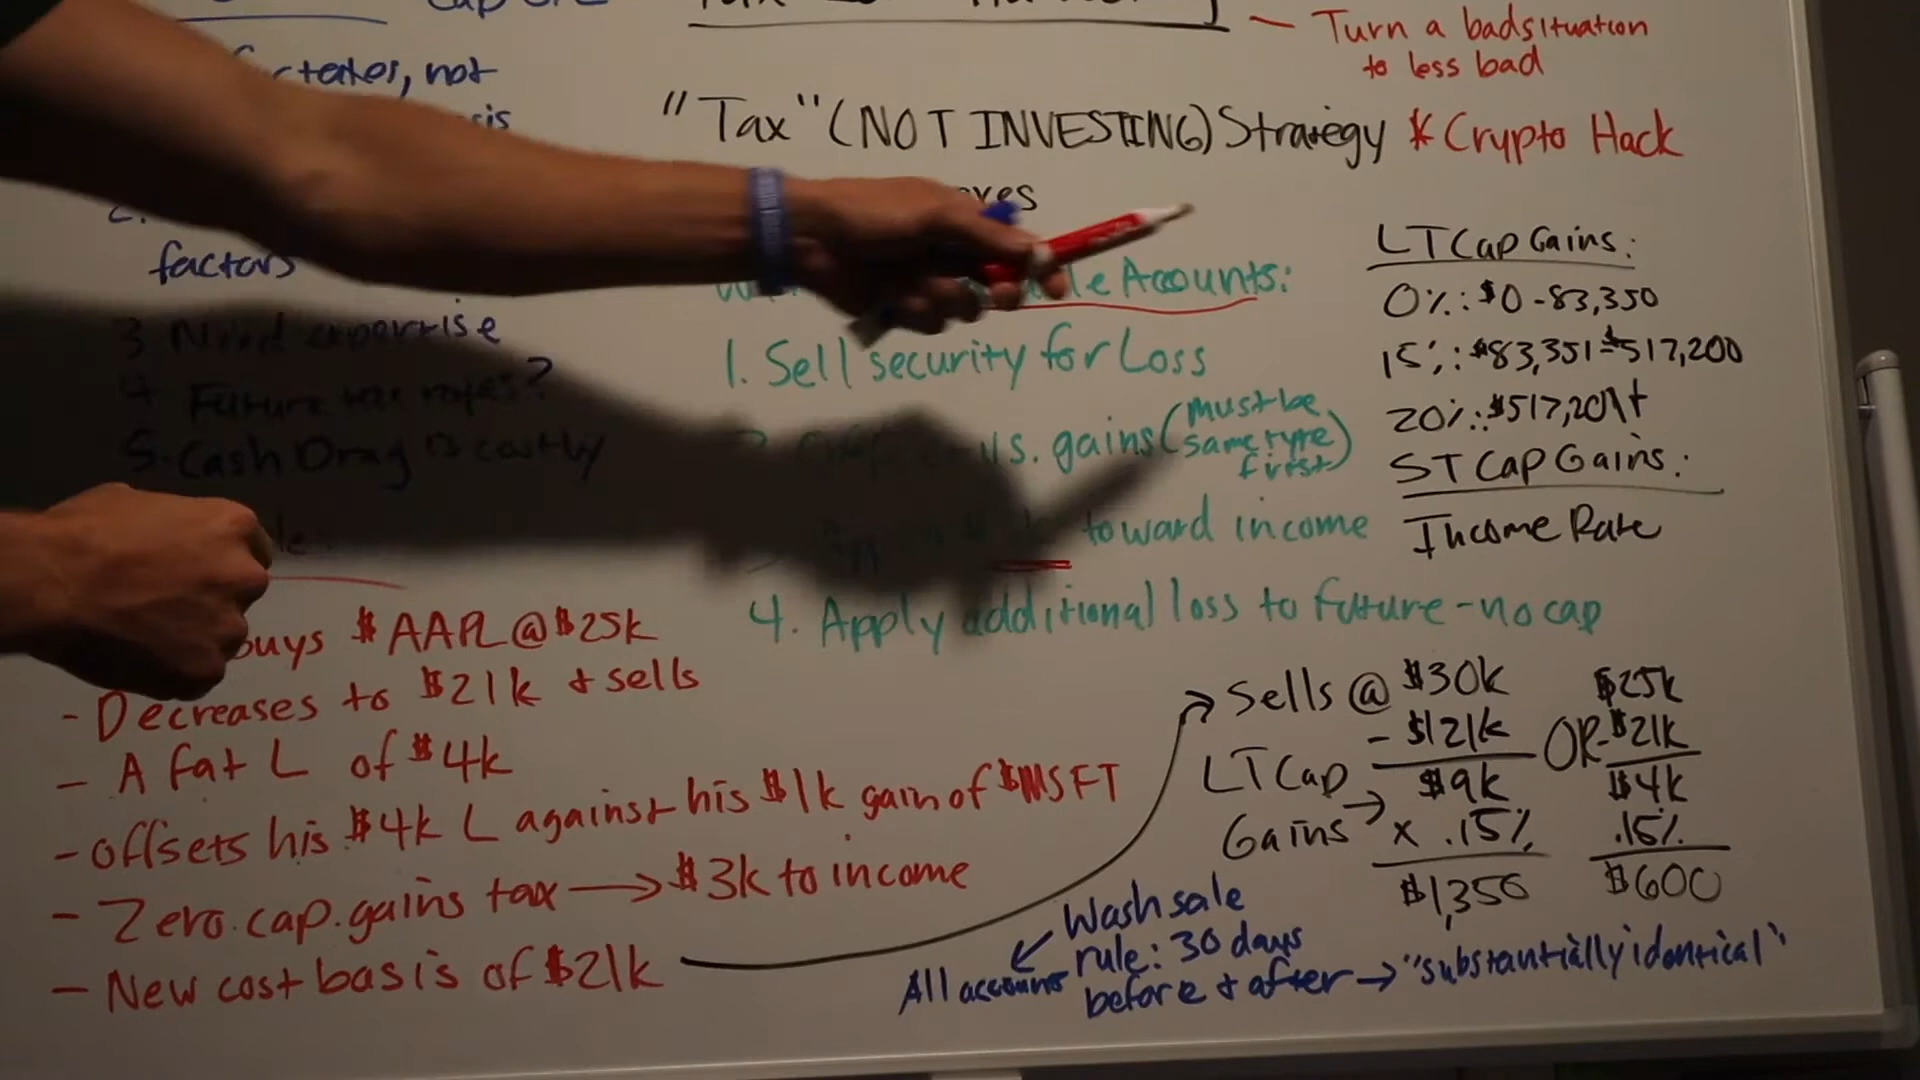 factors
3. Need expertise
4 Future tax rates?
5. Cash Drag is costly
buys $AAPL @ $25k
- Decreases to $21k & sells
- A fat L of $4k
- offsets his $4k L against his $1k gain of $MSFT
- Zero cap. gains tax → $3k to income
- New cost basis of $21k
Turn a bad situation
to less bad
"Tax" (NOT INVESTING) Strategy * Crypto Hack
Accounts:
1. Sell security for Loss
vs. gains (must be
same type
first)
toward income
4. Apply additional loss to future - no cap
LT Cap Gains:
0%: $0 - 83,350
15%: $83,351 - $517,200
20%: $517,201+
ST Cap Gains:
Income Rate
Sells @ $30k
- $21k
LT Cap
Gains →
$9k
x .15%
$1,350
OR
$25k
- $21k
$4k
.15%
$600
Wash sale
rule: 30 days
before & after → "substantially identical"
All accounts